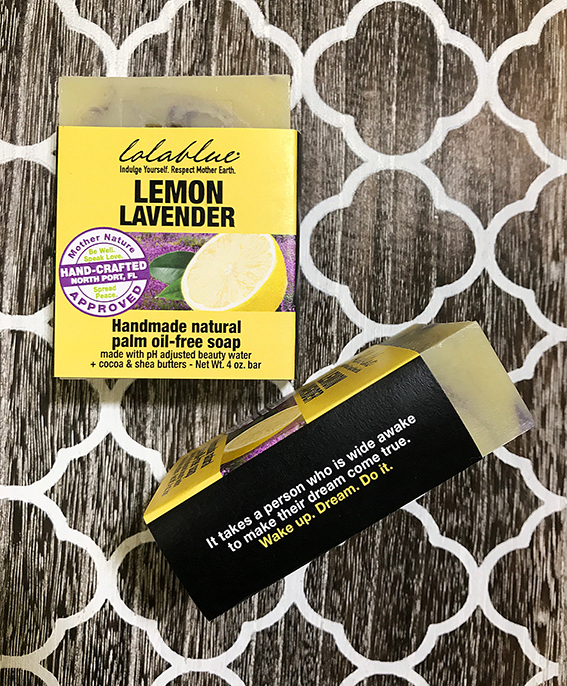 lolablue
Indulge Yourself. Respect Mother Earth.
LEMON
LAVENDER
Mother Nature
Be Well.
Speak Love.
HAND-CRAFTED
NORTH PORT, FL
Spread
Peace.
APPROVED
Handmade natural
palm oil-free soap
made with pH adjusted beauty water
+ cocoa & shea butters - Net Wt. 4 oz. bar
It takes a person who is wide awake
to make their dream come true.
Wake up. Dream. Do it.